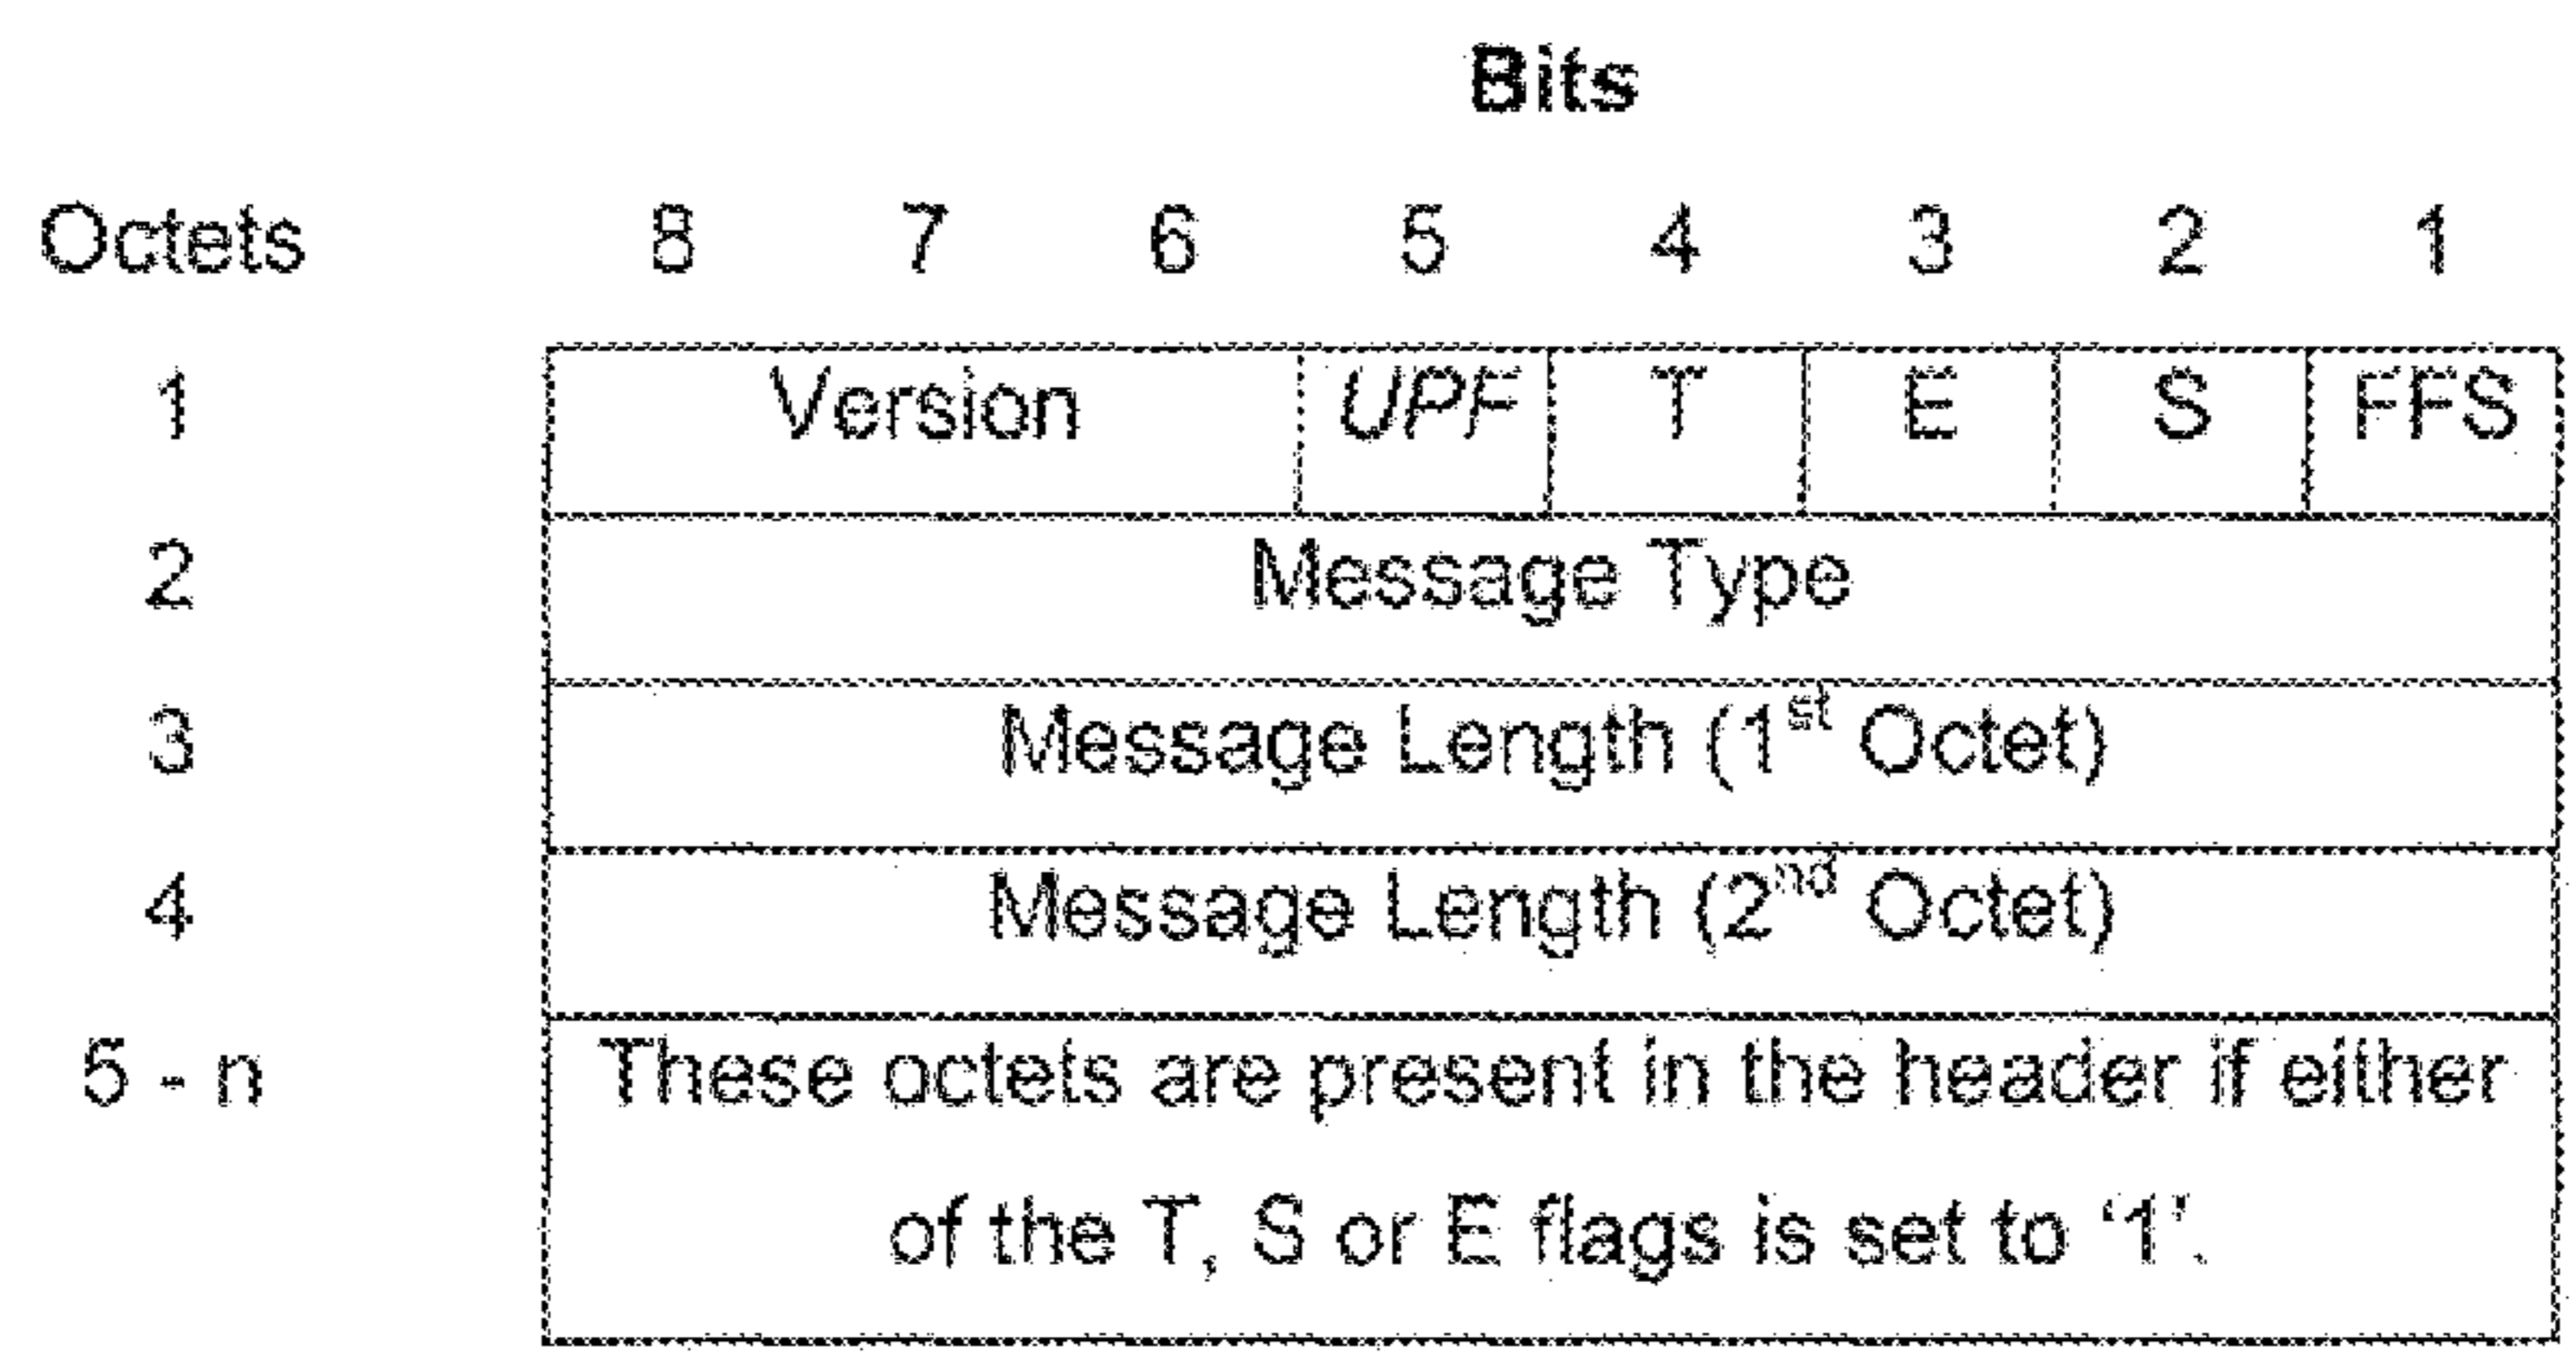 Bits
Octets 8 7 6 5 4 3 2 1
1 Version UPF T E S FFS
2 Message Type
3 Message Length (1st Octet)
4 Message Length (2nd Octet)
5 - n These octets are present in the header if either
of the T, S or E flags is set to ‘1’.